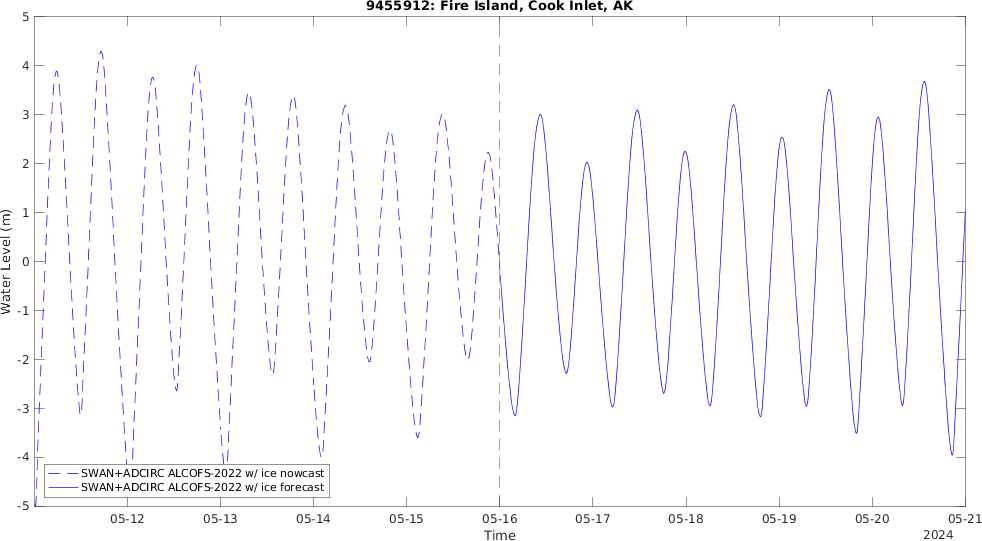 9455912: Fire Island, Cook Inlet, AK
5
4
3
2
1
0
-1
-2
-3
-4
-5
Water Level (m)
SWAN+ADCIRC ALCOFS-2022 w/ ice nowcast
SWAN+ADCIRC ALCOFS-2022 w/ ice forecast
05-12 05-13 05-14 05-15 05-16 05-17 05-18 05-19 05-20 05-21
Time
2024